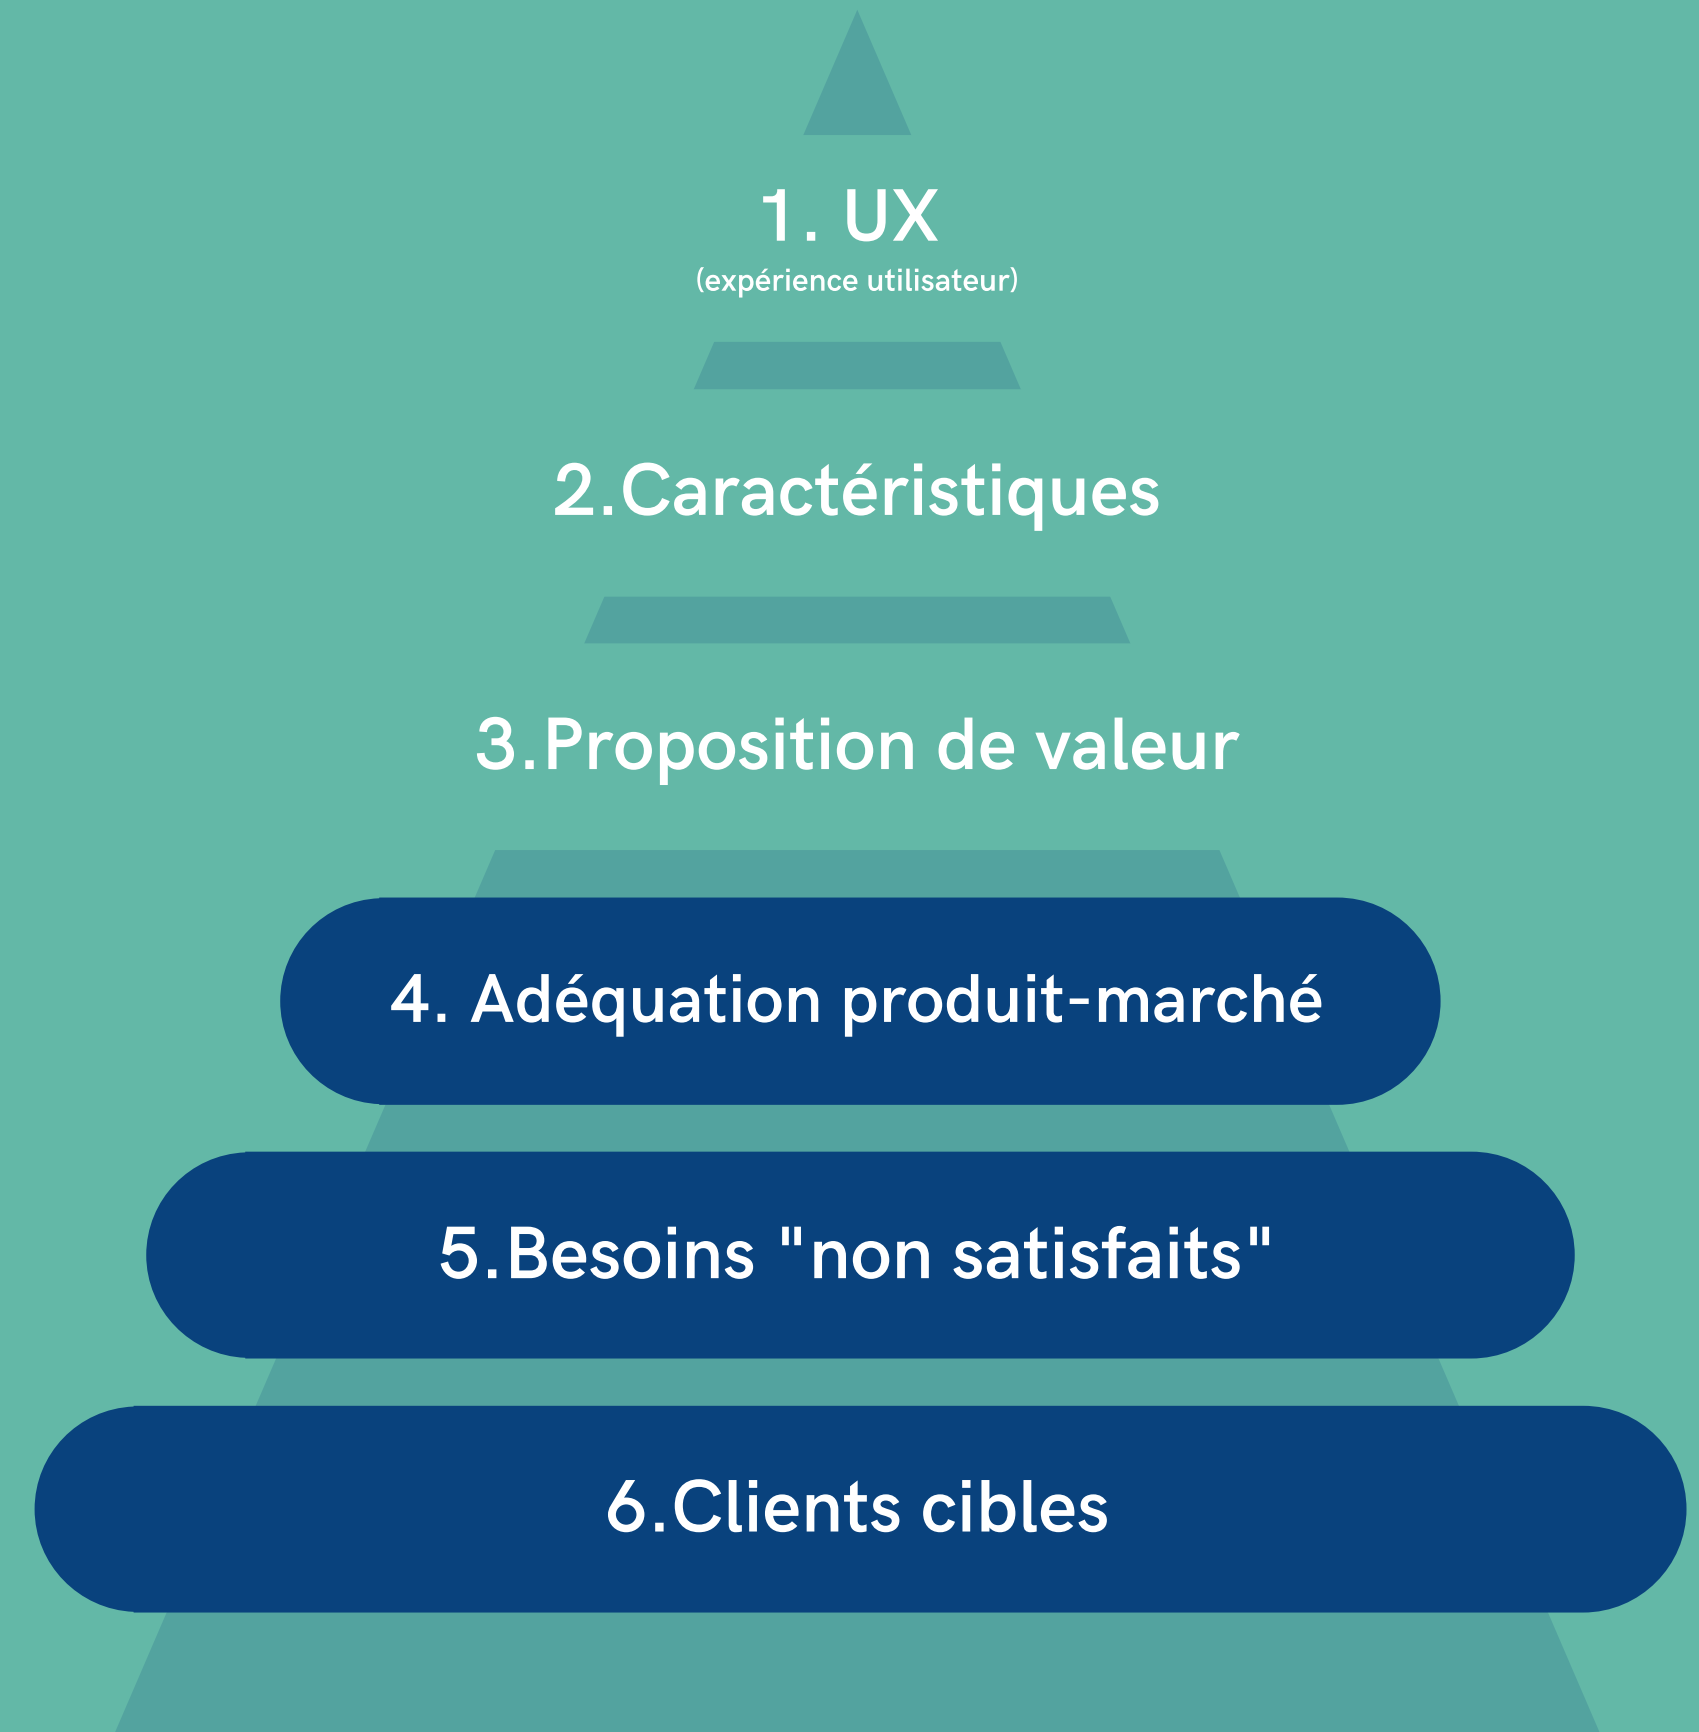 1. UX
(expérience utilisateur)
2.Caractéristiques
3.Proposition de valeur
4. Adéquation produit-marché
5.Besoins "non satisfaits"
6.Clients cibles